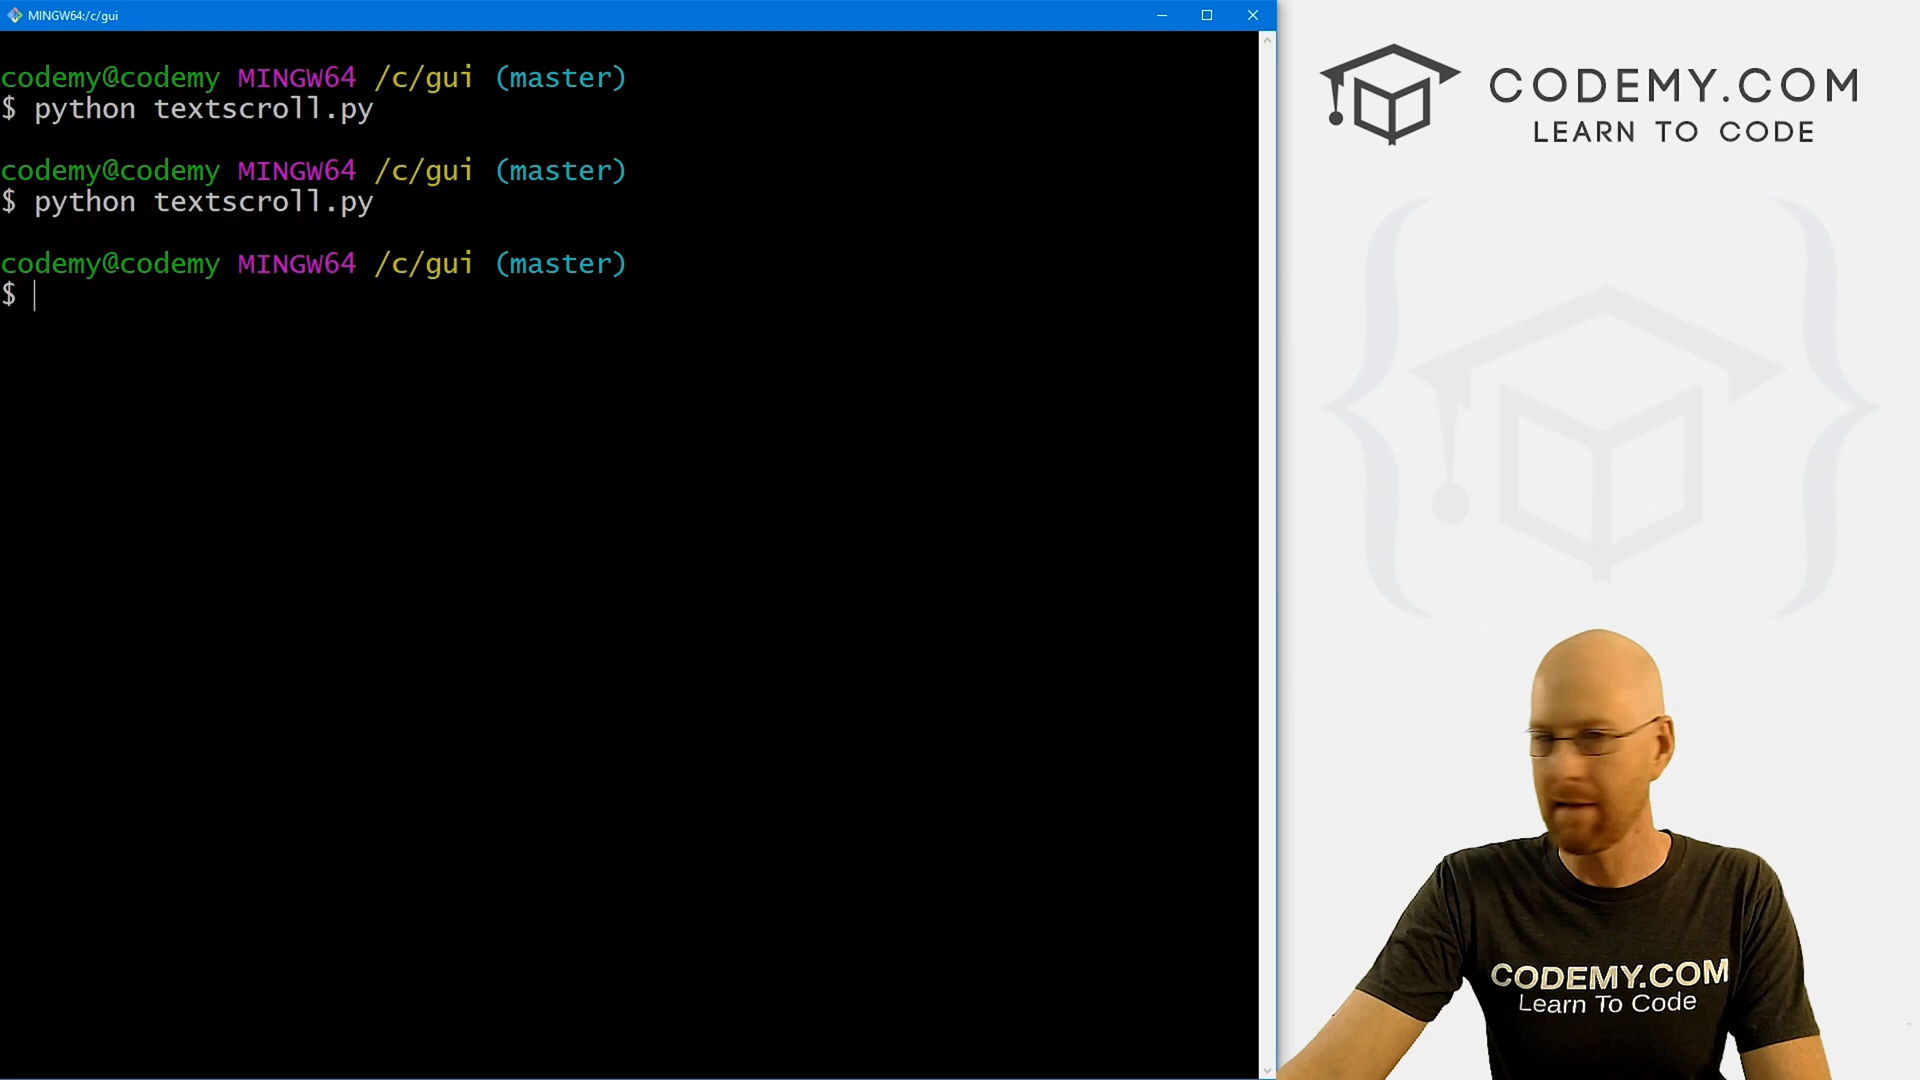 MINGW64:/c/gui
codemy@codemy MINGW64 /c/gui (master)
$ python textscroll.py
codemy@codemy MINGW64 /c/gui (master)
$ python textscroll.py
codemy@codemy MINGW64 /c/gui (master)
$
CODEMY.COM
LEARN TO CODE
CODEMY.COM
Learn To Code